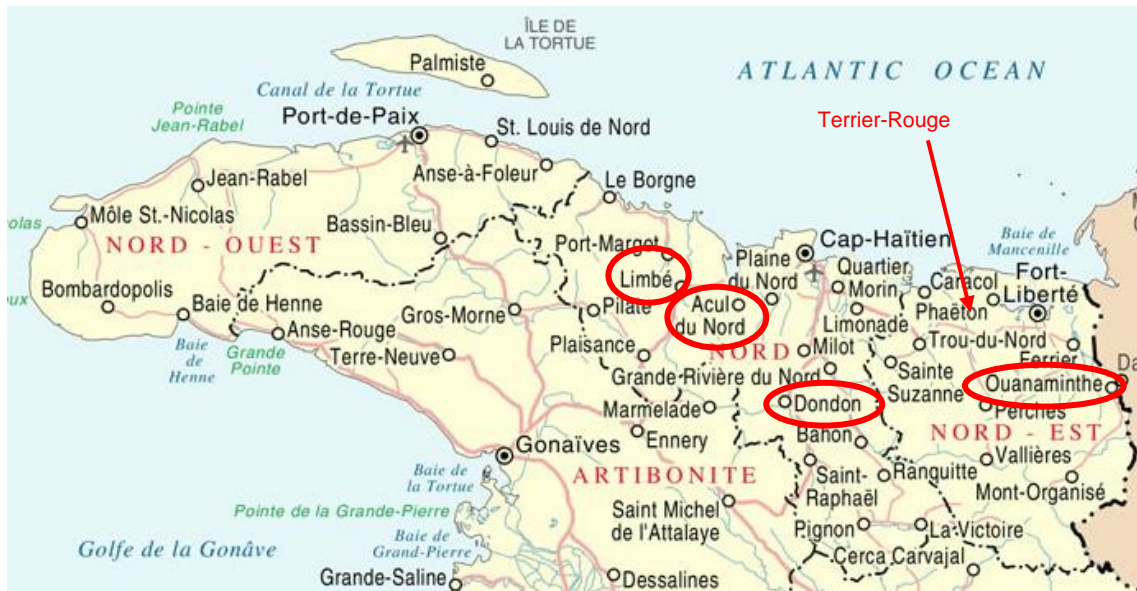 ÎLE DE
LA TORTUE
Palmiste
ATLANTIC OCEAN
Canal de la Tortue
Pointe
Jean-Rabel
Port-de-Paix
St. Louis de Nord
Terrier-Rouge
Jean-Rabel
Anse-à-Foleur
Le Borgne
Môle St.-Nicolas
Bassin-Bleu
NORD - OUEST
Port-Margot
Cap-Haïtien
Baie de
Mancenille
Plaine
du Nord
Quartier
Morin
Limbé
Caracol
Fort-
Liberté
Bombardopolis
Baie de Henne
Gros-Morne
Pilate
Acul
du Nord
Phaëton
Limonade
Anse-Rouge
Baie
de
Henne
Grande
Pointe
Terre-Neuve
Plaisance
NORD
Milot
Trou-du-Nord
Ferrier
Grande-Rivière du Nord
Sainte
Suzanne
Ouanaminthe
Marmelade
Dondon
Perches
Gonaïves
Ennery
Bahon
NORD - EST
Baie de
la Tortue
ARTIBONITE
Saint-
Raphaël
Ranquitte
Vallières
Mont-Organisé
Pointe de la Grande-Pierre
Saint Michel
de l'Attalaye
Pignon
La Victoire
Golfe de la Gonâve
Baie de
Grand-Pierre
Cerca Carvajal
Grande-Saline
Dessalines